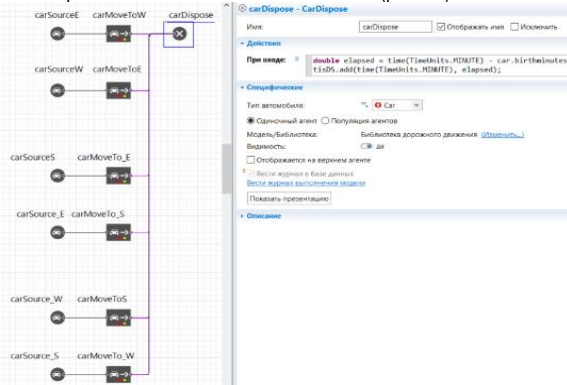 carSourceE carMoveToW carDispose
carSourceW carMoveToE
carSourceS carMoveTo_E
carSource_E carMoveTo_S
carSource_W carMoveToS
carSource_S carMoveTo_W
carDispose - CarDispose
Имя: carDispose Отображать имя Исключить
Действия
При входе: double elapsed = time(TimeUnits.MINUTE) - car.birthminutes
tisDS.add(time(TimeUnits.MINUTE), elapsed);
Специфические
Тип автомобиля: Car
Одиночный агент Популяция агентов
Модель/Библиотека: Библиотека дорожного движения (Изменить...)
Видимость: да
Отображается на верхнем агенте
Вести журнал в базе данных
Вести журнал выполнения модели
Показать презентацию
Описание